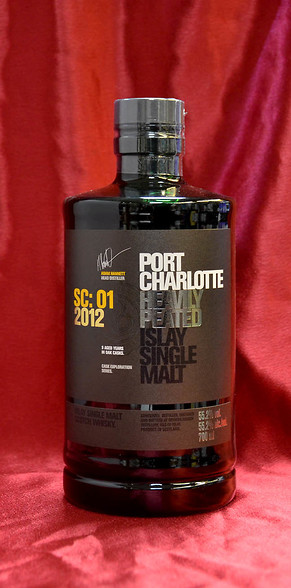 ADAM HANNETT
HEAD DISTILLER
SC: 01
2012
9 AGED YEARS
IN OAK CASKS.
CASK EXPLORATION
SERIES.
PORT
CHARLOTTE
HEAVILY
PEATED
ISLAY
SINGLE
MALT
ISLAY SINGLE MALT
SCOTCH WHISKY.
55.2% vol.
55.2% alc./vol.
700 ml